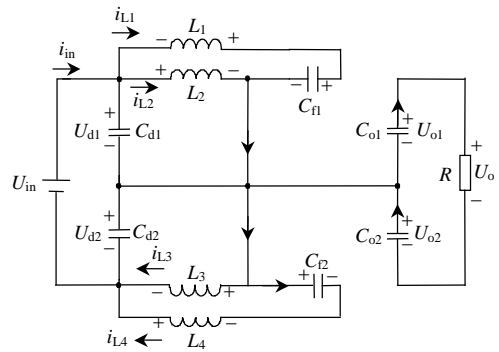 i_L1
L_1
− +
i_in
+ −
i_L2
L_2
− +
C_f1
+
U_d1
−
C_d1
+
C_o1
−
U_o1
+
R
U_o
−
U_in
+
U_d2
−
C_d2
+
C_o2
−
U_o2
i_L3
L_3
− +
C_f2
+ −
+ −
i_L4
L_4